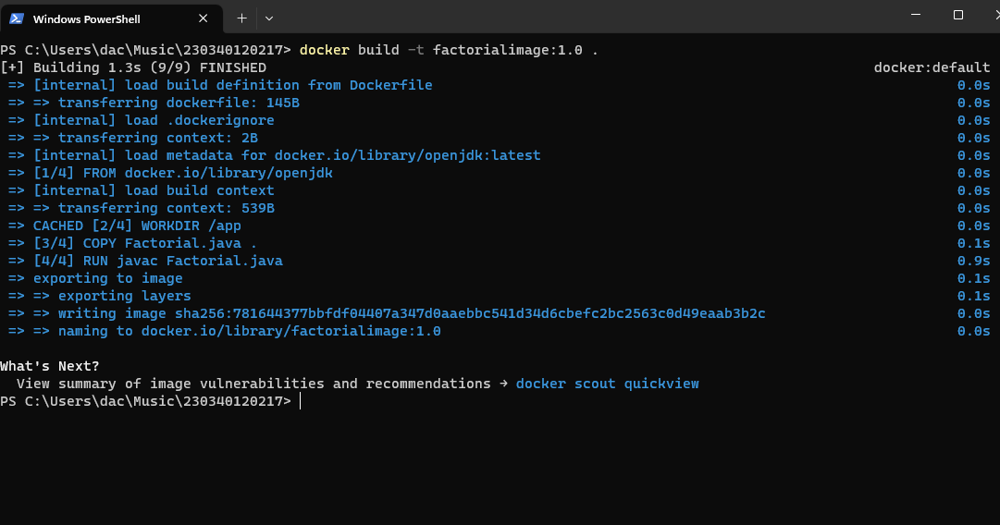 Windows PowerShell
PS C:\Users\dac\Music\230340120217> docker build -t factorialimage:1.0 .
[+] Building 1.3s (9/9) FINISHED docker:default
=> [internal] load build definition from Dockerfile 0.0s
=> => transferring dockerfile: 145B 0.0s
=> [internal] load .dockerignore 0.0s
=> => transferring context: 2B 0.0s
=> [internal] load metadata for docker.io/library/openjdk:latest 0.0s
=> [1/4] FROM docker.io/library/openjdk 0.0s
=> [internal] load build context 0.0s
=> => transferring context: 539B 0.0s
=> CACHED [2/4] WORKDIR /app 0.0s
=> [3/4] COPY Factorial.java . 0.1s
=> [4/4] RUN javac Factorial.java 0.9s
=> exporting to image 0.1s
=> => exporting layers 0.1s
=> => writing image sha256:781644377bbfdf04407a347d0aaebbc541d34d6cbefc2bc2563c0d49eaab3b2c 0.0s
=> => naming to docker.io/library/factorialimage:1.0 0.0s
What's Next?
View summary of image vulnerabilities and recommendations → docker scout quickview
PS C:\Users\dac\Music\230340120217>